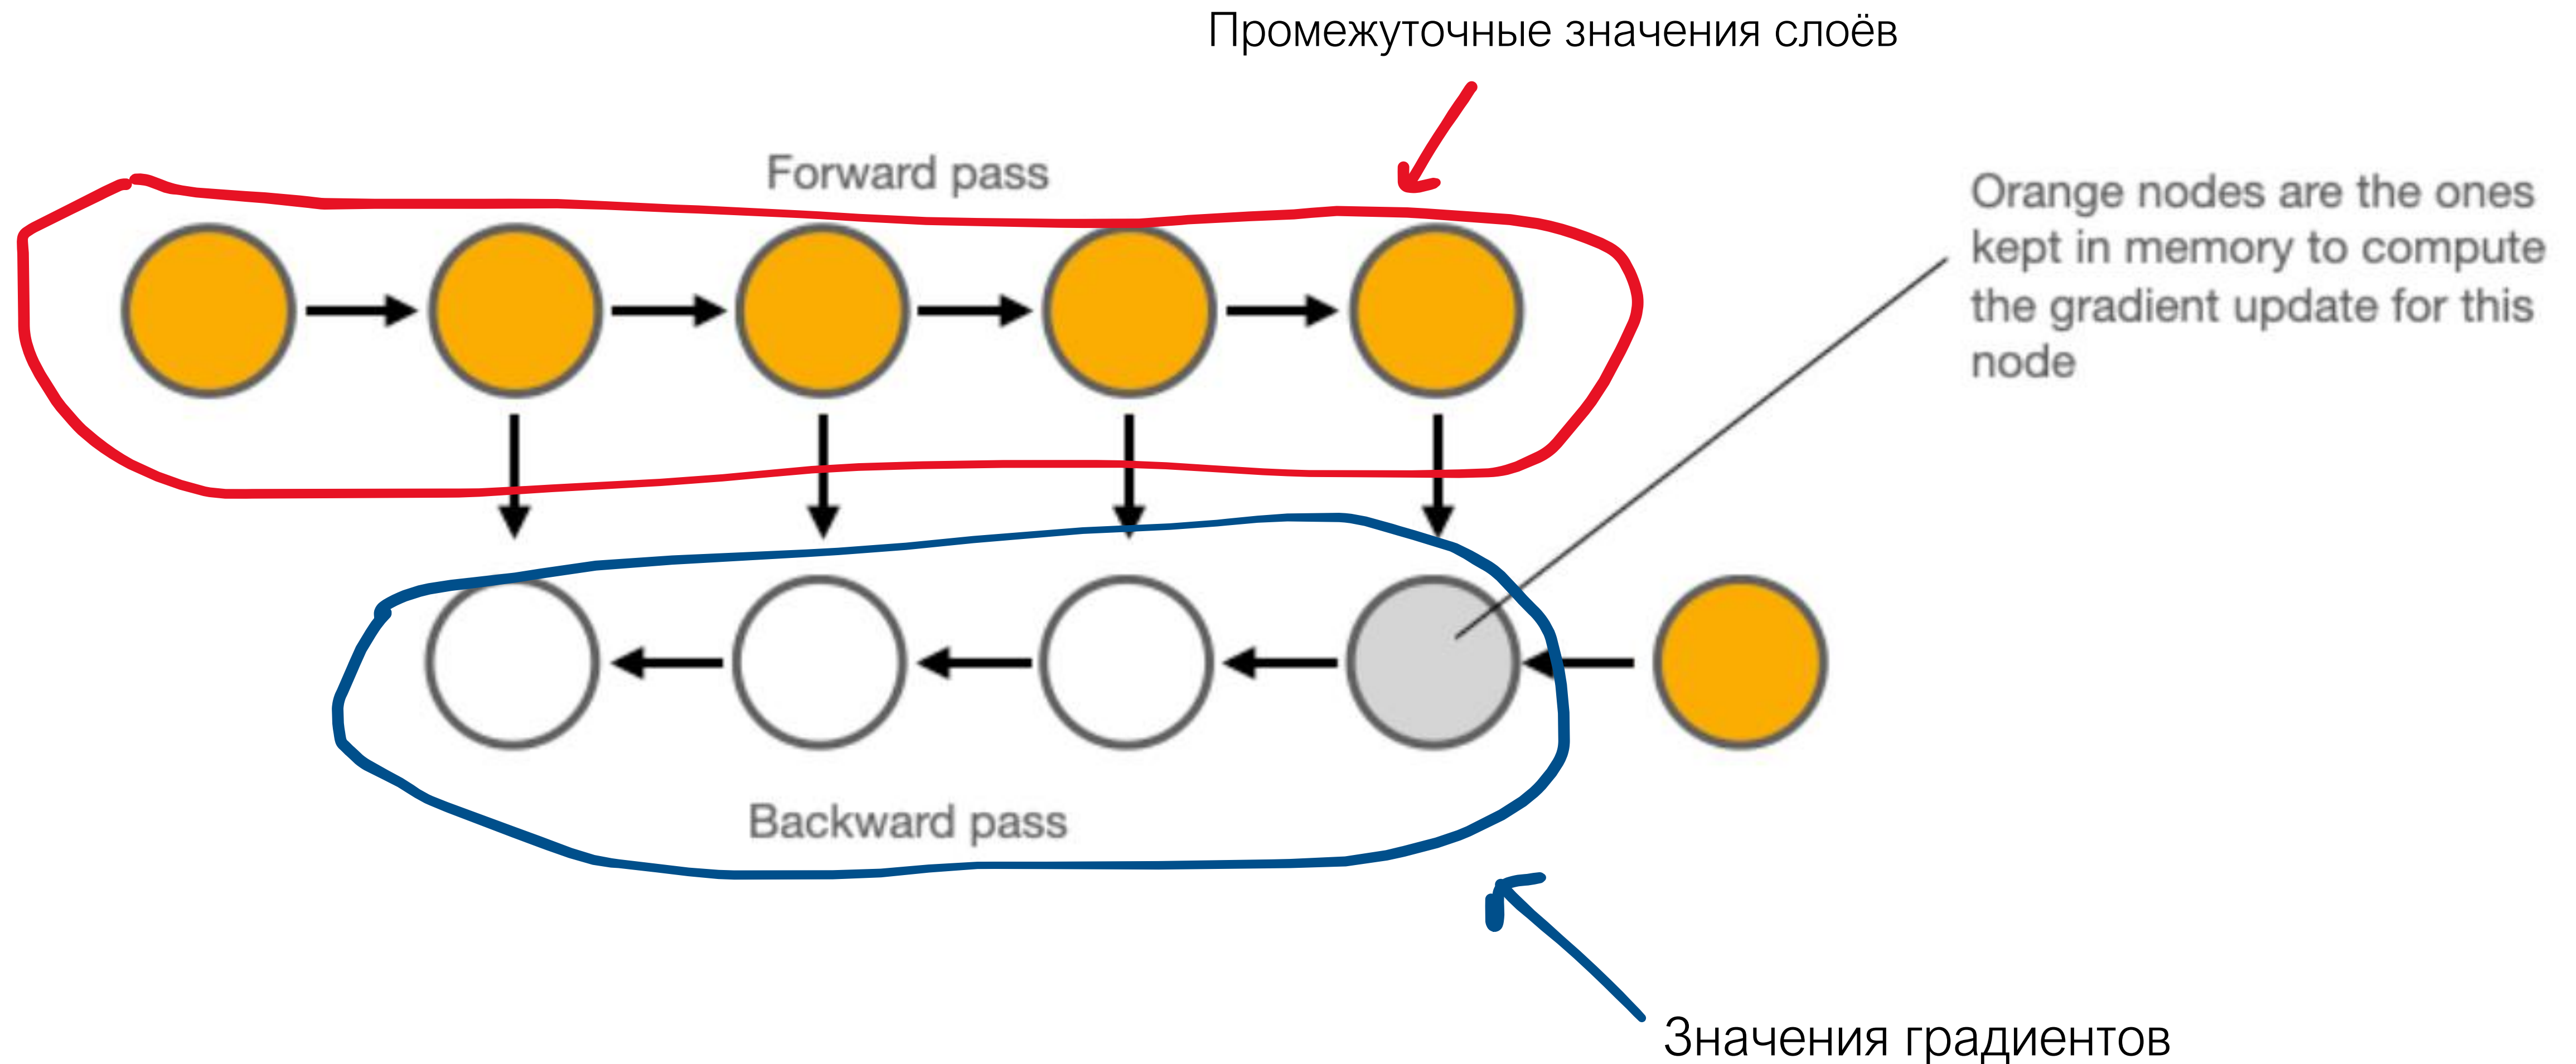 Промежуточные значения слоёв
Forward pass
Orange nodes are the ones
kept in memory to compute
the gradient update for this
node
Backward pass
Значения градиентов